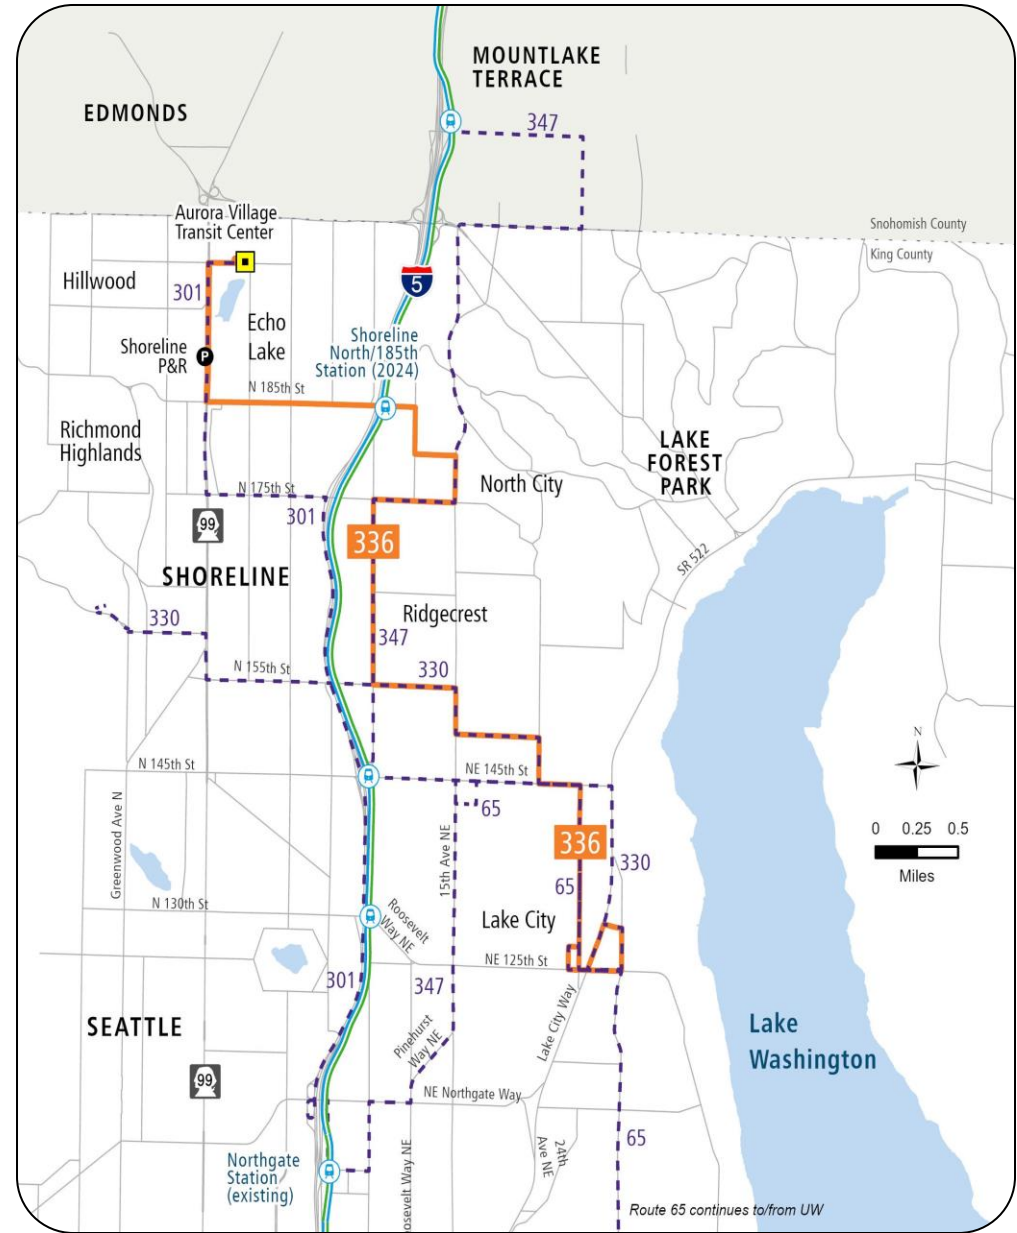 MOUNTLAKE
TERRACE
EDMONDS
347
Aurora Village
Transit Center
Snohomish County
King County
Hillwood
301
5
Echo
Lake
Shoreline
P&R
P
Shoreline
North/185th
Station (2024)
N 185th St
Richmond
Highlands
LAKE
FOREST
PARK
North City
N 175th St
301
99
336
SR 522
SHORELINE
Ridgecrest
330
347
N 155th St
330
N
N 145th St
NE 145th St
65
Greenwood Ave N
15th Ave NE
336
330
0 0.25 0.5
Miles
65
N 130th St
Roosevelt
Way NE
Lake City
NE 125th St
301
347
Lake City Way
SEATTLE
Pinehurst
Way NE
Lake
Washington
99
NE Northgate Way
65
24th
Ave NE
Northgate
Station
(existing)
oosevelt Way NE
Route 65 continues to/from UW